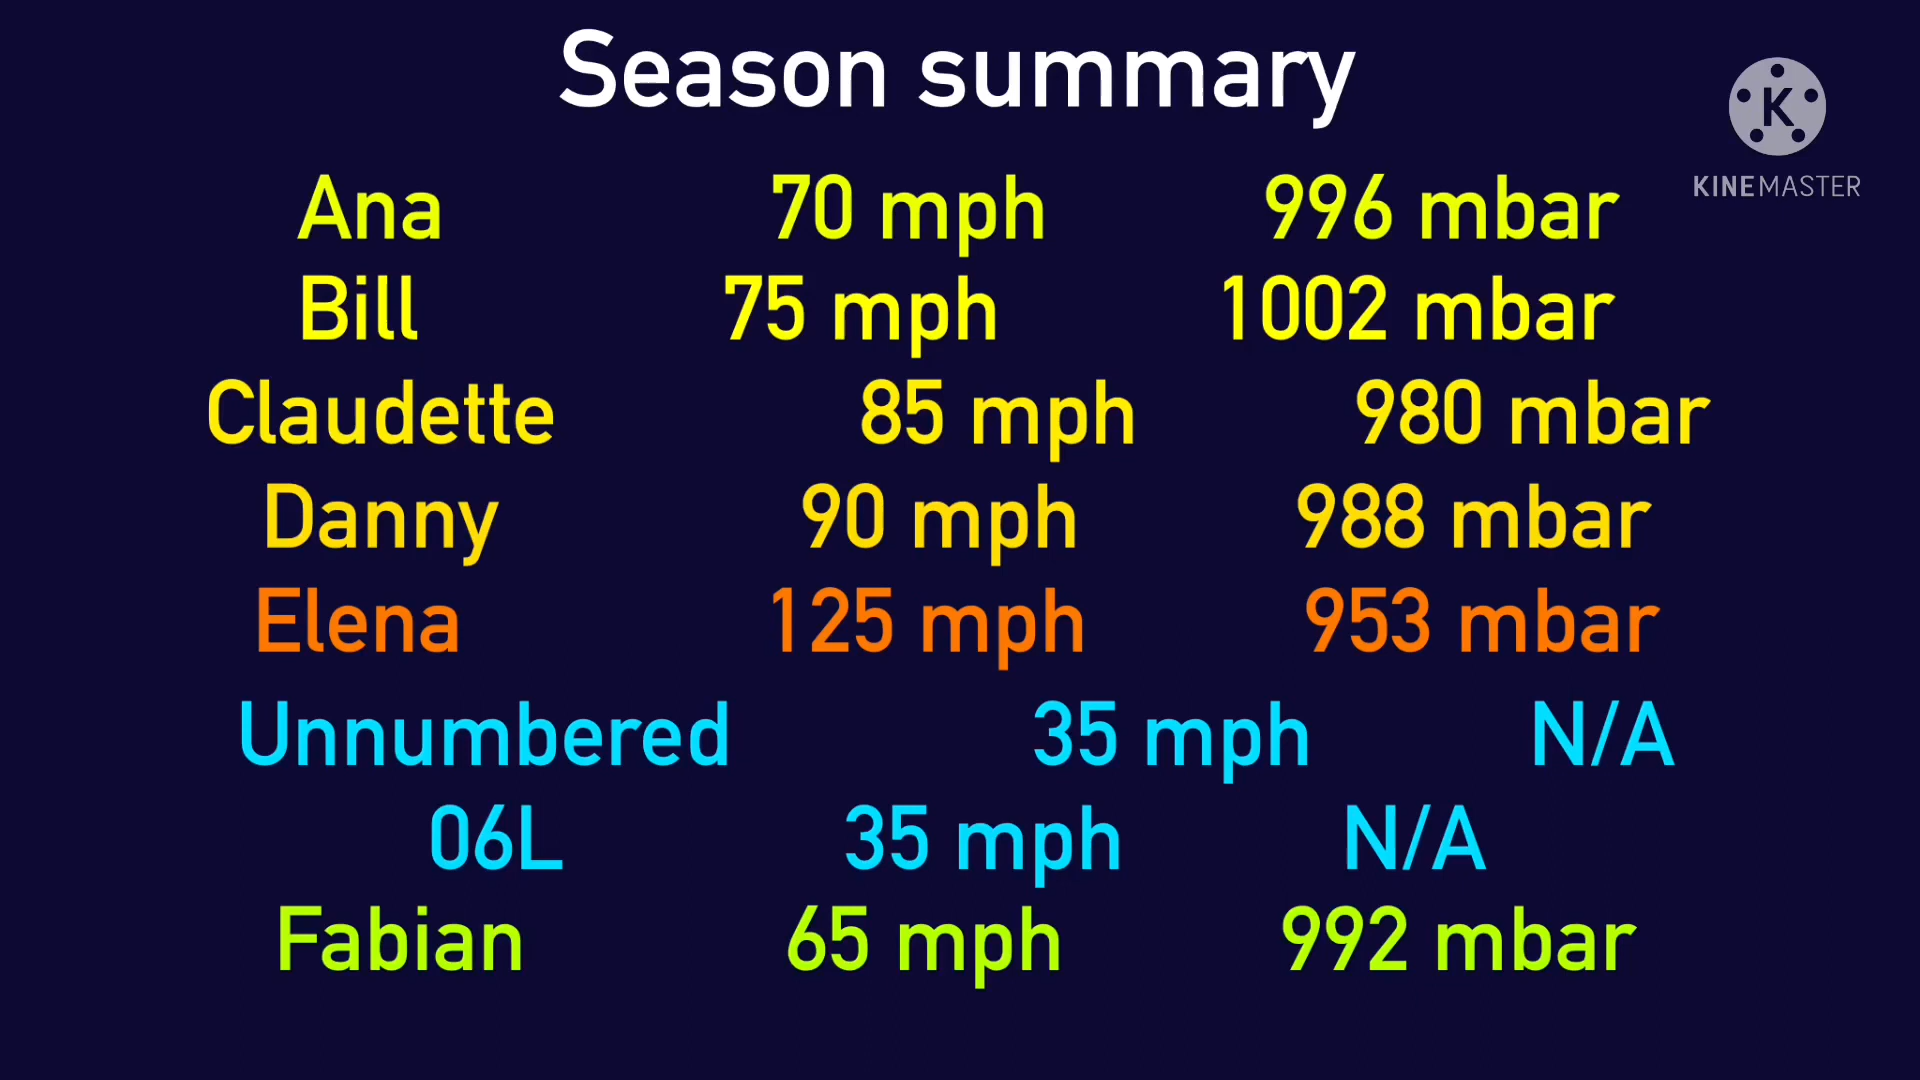 Season summary
K
KINEMASTER
Ana 70 mph 996 mbar
Bill 75 mph 1002 mbar
Claudette 85 mph 980 mbar
Danny 90 mph 988 mbar
Elena 125 mph 953 mbar
Unnumbered 35 mph N/A
06L 35 mph N/A
Fabian 65 mph 992 mbar